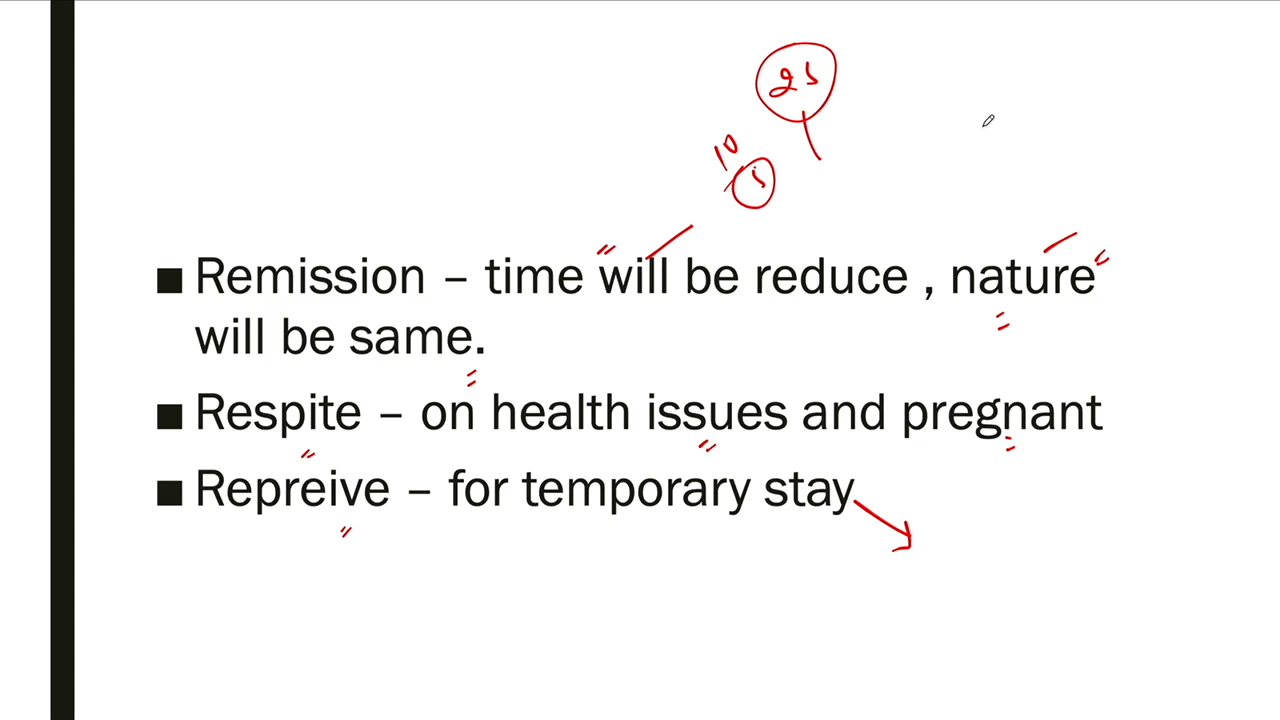 10
■ Remission – time will be reduce , nature
will be same.
■ Respite – on health issues and pregnant
■ Repreive – for temporary stay